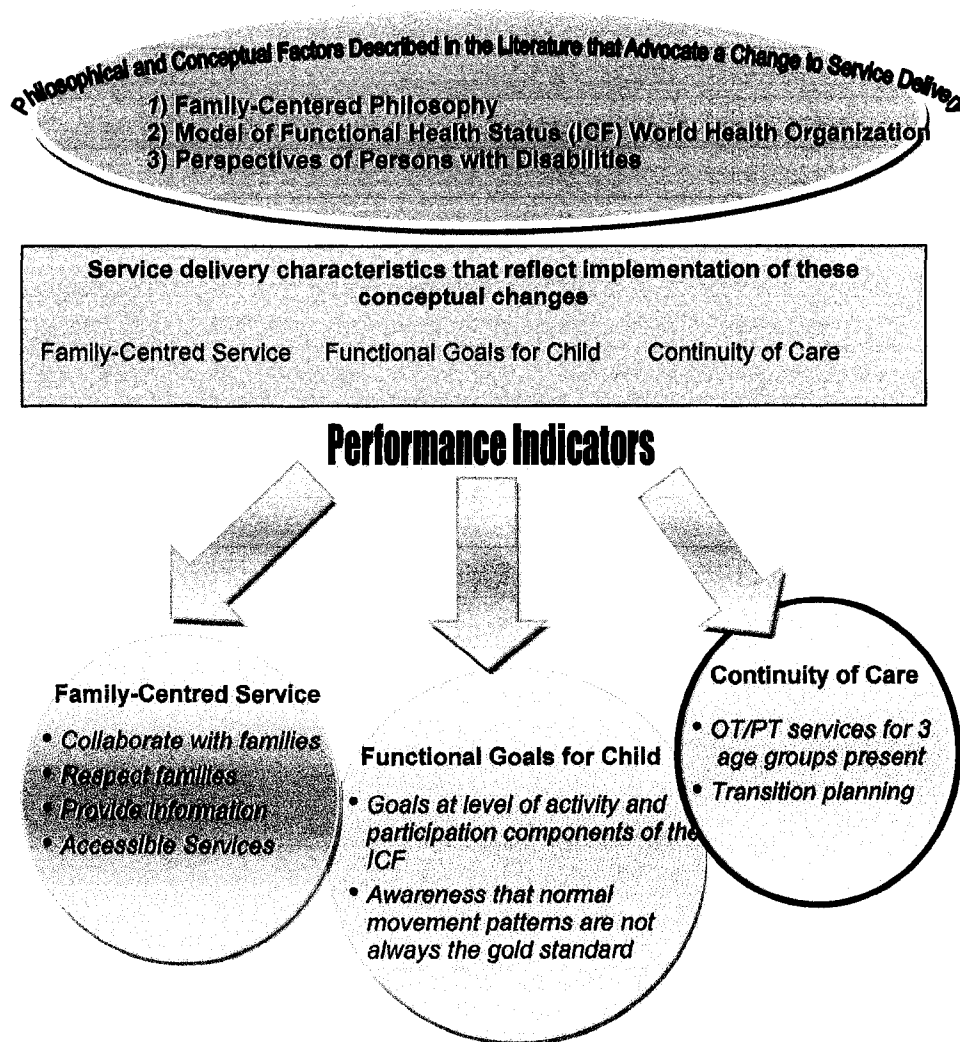 Philosophical and Conceptual Factors Described in the Literature that Advocate a Change to Service Delivery
1) Family-Centered Philosophy
2) Model of Functional Health Status (ICF) World Health Organization
3) Perspectives of Persons with Disabilities
Service delivery characteristics that reflect implementation of these
conceptual changes
Family-Centred Service Functional Goals for Child Continuity of Care
Performance Indicators
Family-Centred Service
• Collaborate with families
• Respect families
• Provide Information
• Accessible Services
Functional Goals for Child
• Goals at level of activity and
participation components of the
ICF
• Awareness that normal
movement patterns are not
always the gold standard
Continuity of Care
• OT/PT services for 3
age groups present
• Transition planning